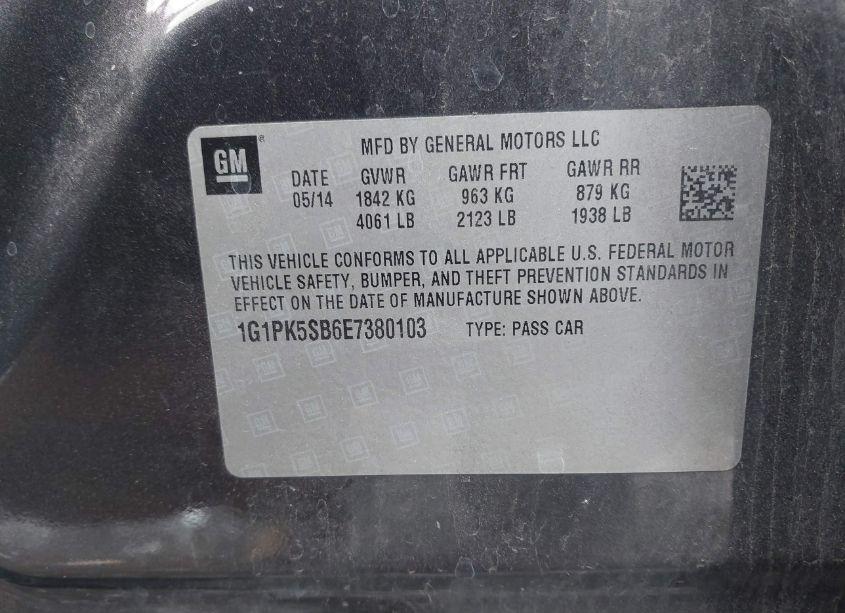 GM
MFD BY GENERAL MOTORS LLC
DATE GVWR GAWR FRT GAWR RR
05/14 1842 KG 963 KG 879 KG
4061 LB 2123 LB 1938 LB
THIS VEHICLE CONFORMS TO ALL APPLICABLE U.S. FEDERAL MOTOR
VEHICLE SAFETY, BUMPER, AND THEFT PREVENTION STANDARDS IN
EFFECT ON THE DATE OF MANUFACTURE SHOWN ABOVE.
1G1PK5SB6E7380103 TYPE: PASS CAR